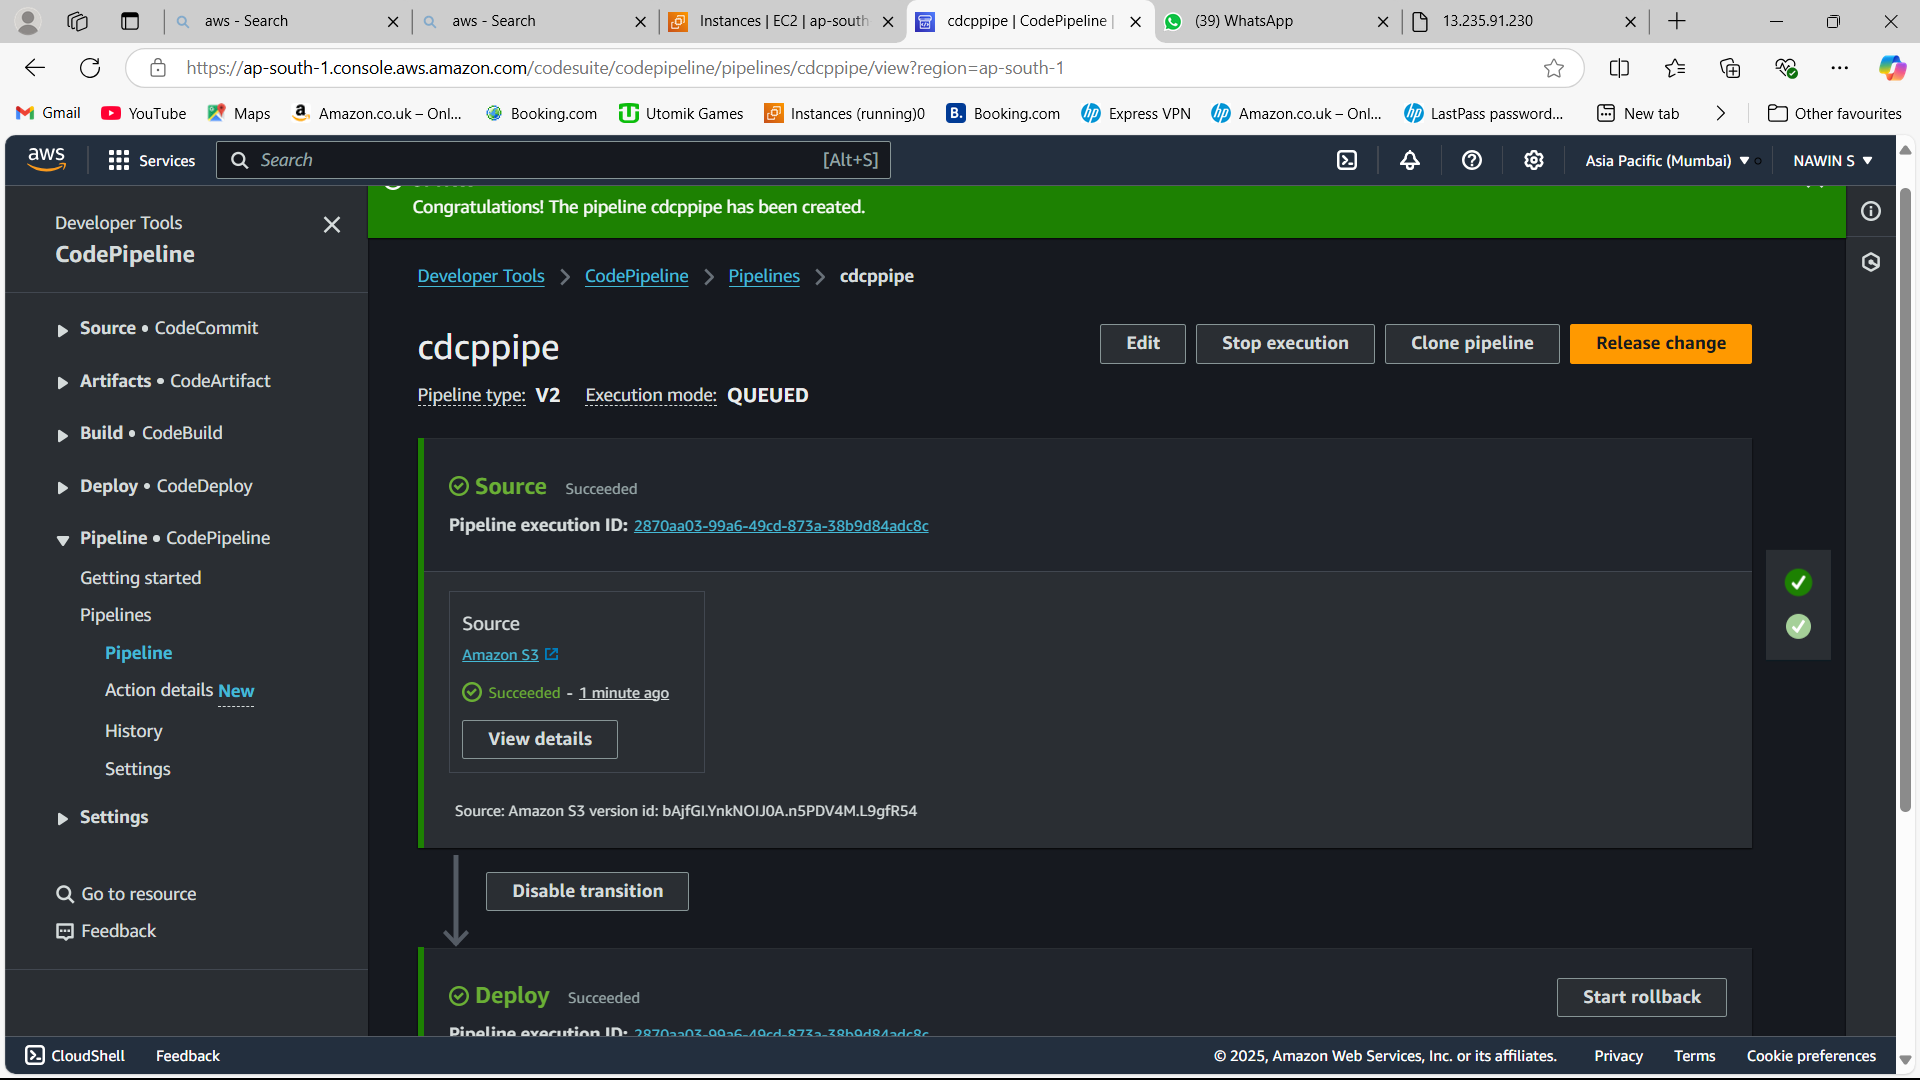 aws - Search
aws - Search
Instances | EC2 | ap-south
cdcppipe | CodePipeline |
(39) WhatsApp
13.235.91.230
https://ap-south-1.console.aws.amazon.com/codesuite/codepipeline/pipelines/cdcppipe/view?region=ap-south-1
Gmail
YouTube
Maps
Amazon.co.uk – Onl...
Booking.com
Utomik Games
Instances (running)0
Booking.com
Express VPN
Amazon.co.uk – Onl...
LastPass password...
New tab
Other favourites
aws
Services
Search
[Alt+S]
Asia Pacific (Mumbai)
NAWIN S
Developer Tools
CodePipeline
Source • CodeCommit
Artifacts • CodeArtifact
Build • CodeBuild
Deploy • CodeDeploy
Pipeline • CodePipeline
Getting started
Pipelines
Pipeline
Action details New
History
Settings
Settings
Go to resource
Feedback
Congratulations! The pipeline cdcppipe has been created.
Developer Tools
CodePipeline
Pipelines
cdcppipe
cdcppipe
Edit
Stop execution
Clone pipeline
Release change
Pipeline type: V2
Execution mode: QUEUED
Source Succeeded
Pipeline execution ID: 2870aa03-99a6-49cd-873a-38b9d84adc8c
Source
Amazon S3
Succeeded - 1 minute ago
View details
Source: Amazon S3 version id: bAjfGI.YnkNOIJ0A.n5PDV4M.L9gfR54
Disable transition
Deploy Succeeded
Start rollback
Pipeline execution ID: 2870aa03-99a6-49cd-873a-38b9d84adc8c
CloudShell
Feedback
© 2025, Amazon Web Services, Inc. or its affiliates.
Privacy
Terms
Cookie preferences